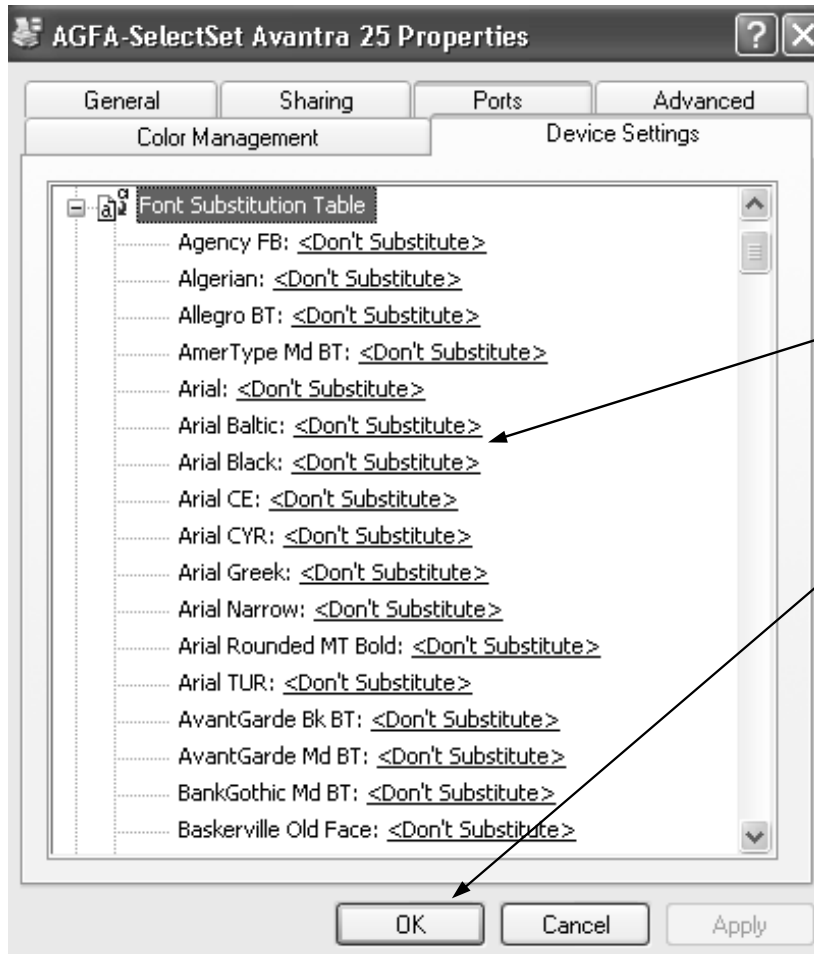 AGFA-SelectSet Avantra 25 Properties
General Sharing Ports Advanced
Color Management Device Settings
Font Substitution Table
Agency FB: <Don't Substitute>
Algerian: <Don't Substitute>
Allegro BT: <Don't Substitute>
AmerType Md BT: <Don't Substitute>
Arial: <Don't Substitute>
Arial Baltic: <Don't Substitute>
Arial Black: <Don't Substitute>
Arial CE: <Don't Substitute>
Arial CYR: <Don't Substitute>
Arial Greek: <Don't Substitute>
Arial Narrow: <Don't Substitute>
Arial Rounded MT Bold: <Don't Substitute>
Arial TUR: <Don't Substitute>
AvantGarde Bk BT: <Don't Substitute>
AvantGarde Md BT: <Don't Substitute>
BankGothic Md BT: <Don't Substitute>
Baskerville Old Face: <Don't Substitute>
OK Cancel Apply